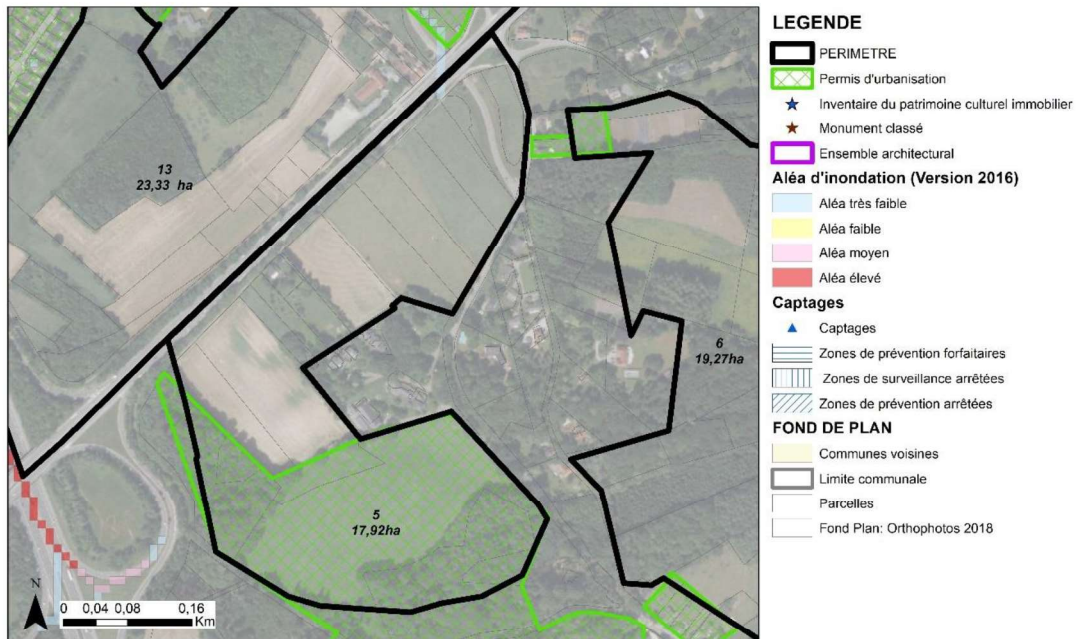 13
23,33 ha
6
19,27ha
5
17,92ha
N
0 0,04 0,08 0,16
Km
LEGENDE
PERIMETRE
Permis d'urbanisation
Inventaire du patrimoine culturel immobilier
Monument classé
Ensemble architectural
Aléa d'inondation (Version 2016)
Aléa très faible
Aléa faible
Aléa moyen
Aléa élevé
Captages
Captages
Zones de prévention forfaitaires
Zones de surveillance arrêtées
Zones de prévention arrêtées
FOND DE PLAN
Communes voisines
Limite communale
Parcelles
Fond Plan: Orthophotos 2018